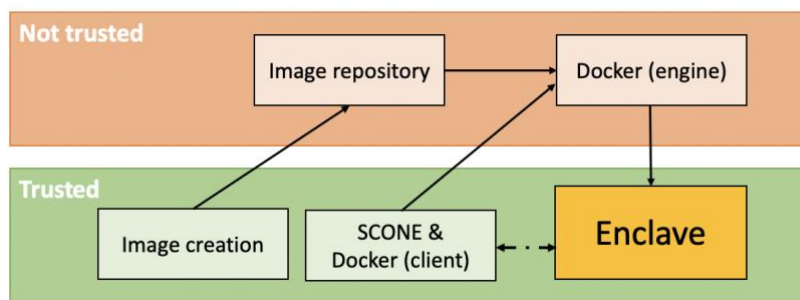 Not trusted
Image repository
Docker (engine)
Trusted
Image creation
SCONE &
Docker (client)
Enclave